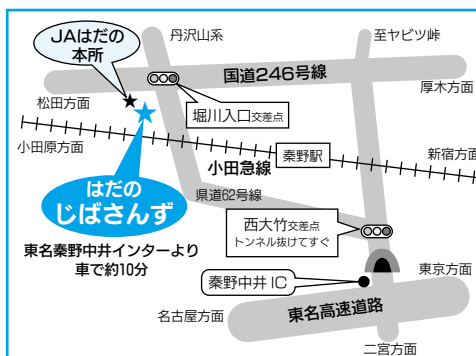 丹沢山系
至ヤビツ峠
JAはだの
本所
国道246号線
厚木方面
松田方面
堀川入口交差点
小田原方面
小田急線
秦野駅
新宿方面
はだの
じばさんず
県道62号線
西大竹交差点
トンネル抜けてすぐ
東名秦野中井インターより
車で約10分
秦野中井IC
東京方面
東名高速道路
名古屋方面
二宮方面